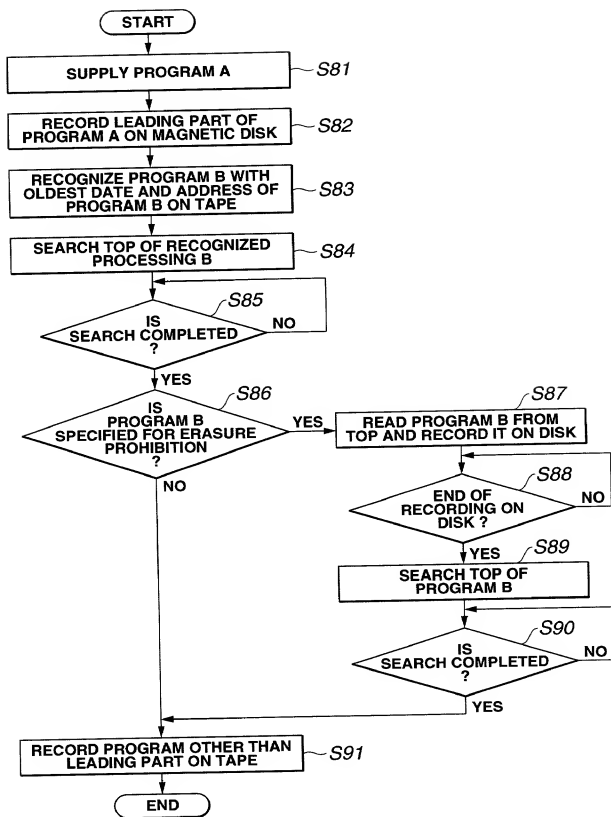 START
SUPPLY PROGRAM A
S81
RECORD LEADING PART OF
PROGRAM A ON MAGNETIC DISK
S82
RECOGNIZE PROGRAM B WITH
OLDEST DATE AND ADDRESS OF
PROGRAM B ON TAPE
S83
SEARCH TOP OF RECOGNIZED
PROCESSING B
S84
S85
IS
SEARCH COMPLETED
?
NO
YES
S86
IS
PROGRAM B
SPECIFIED FOR ERASURE
PROHIBITION
?
YES
NO
S87
READ PROGRAM B FROM
TOP AND RECORD IT ON DISK
S88
END OF
RECORDING ON
DISK ?
NO
YES
S89
SEARCH TOP OF
PROGRAM B
S90
IS
SEARCH COMPLETED
?
NO
YES
RECORD PROGRAM OTHER THAN
LEADING PART ON TAPE
S91
END